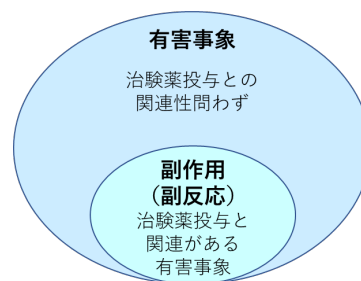 有害事象
治験薬投与との
関連性問わず
副作用
（副反応）
治験薬投与と
関連がある
有害事象